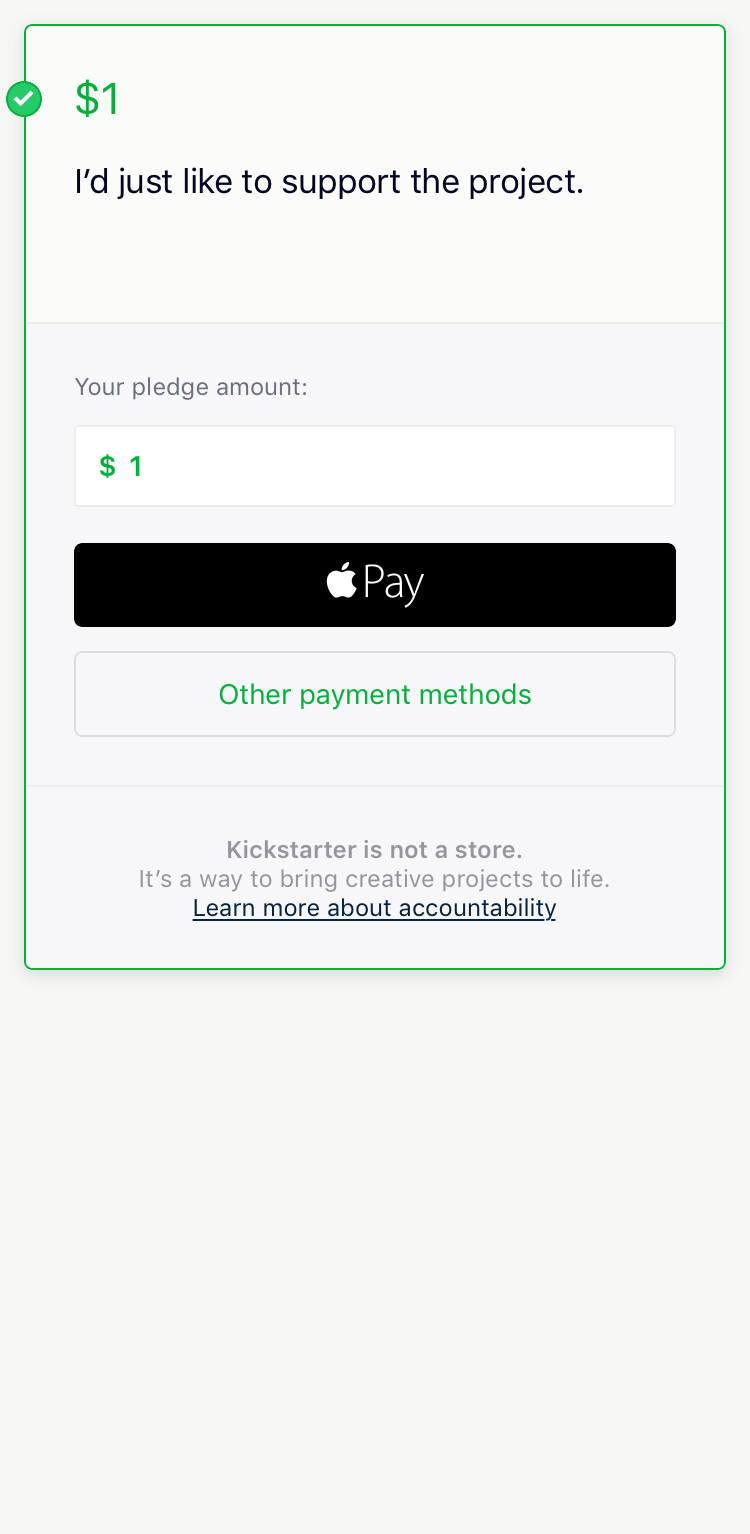 $1
I’d just like to support the project.
Your pledge amount:
$ 1
Pay
Other payment methods
Kickstarter is not a store.
It’s a way to bring creative projects to life.
Learn more about accountability